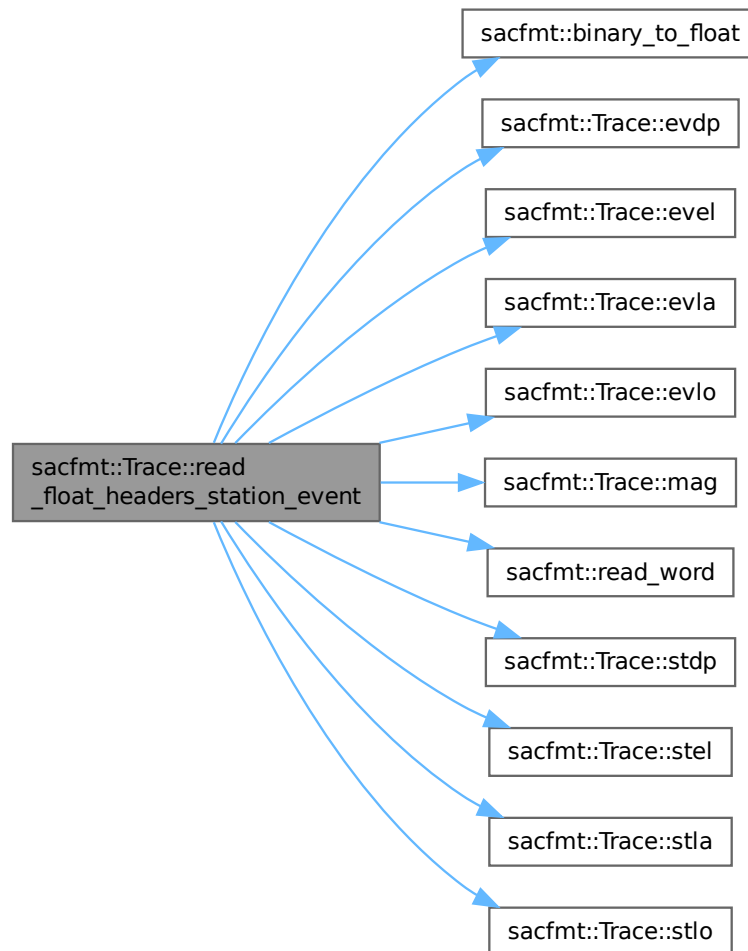 sacfmt::binary_to_float
sacfmt::Trace::evdp
sacfmt::Trace::evel
sacfmt::Trace::evla
sacfmt::Trace::evlo
sacfmt::Trace::read
_float_headers_station_event
sacfmt::Trace::mag
sacfmt::read_word
sacfmt::Trace::stdp
sacfmt::Trace::stel
sacfmt::Trace::stla
sacfmt::Trace::stlo